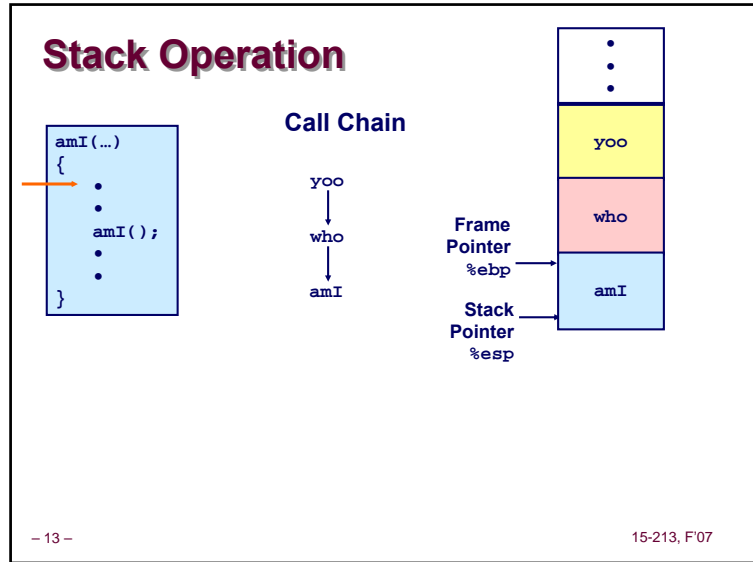 Stack Operation
amI(…)
{
•
•
amI();
•
•
}
Call Chain
yoo
who
amI
Frame
Pointer
%ebp
Stack
Pointer
%esp
•
•
•
yoo
who
amI
– 13 –
15-213, F'07